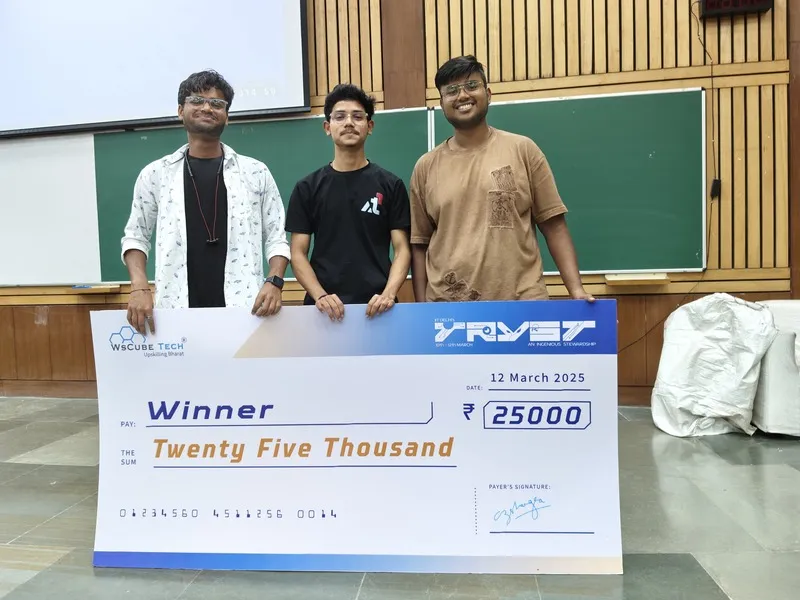 WsCube Tech®
Upskilling Bharat
TRYST
AN INGENIOUS STEWARDSHIP
DATE: 12 March 2025
PAY: Winner
₹ 25000
THE SUM Twenty Five Thousand
PAYER'S SIGNATURE:
01234560 4511256 0014